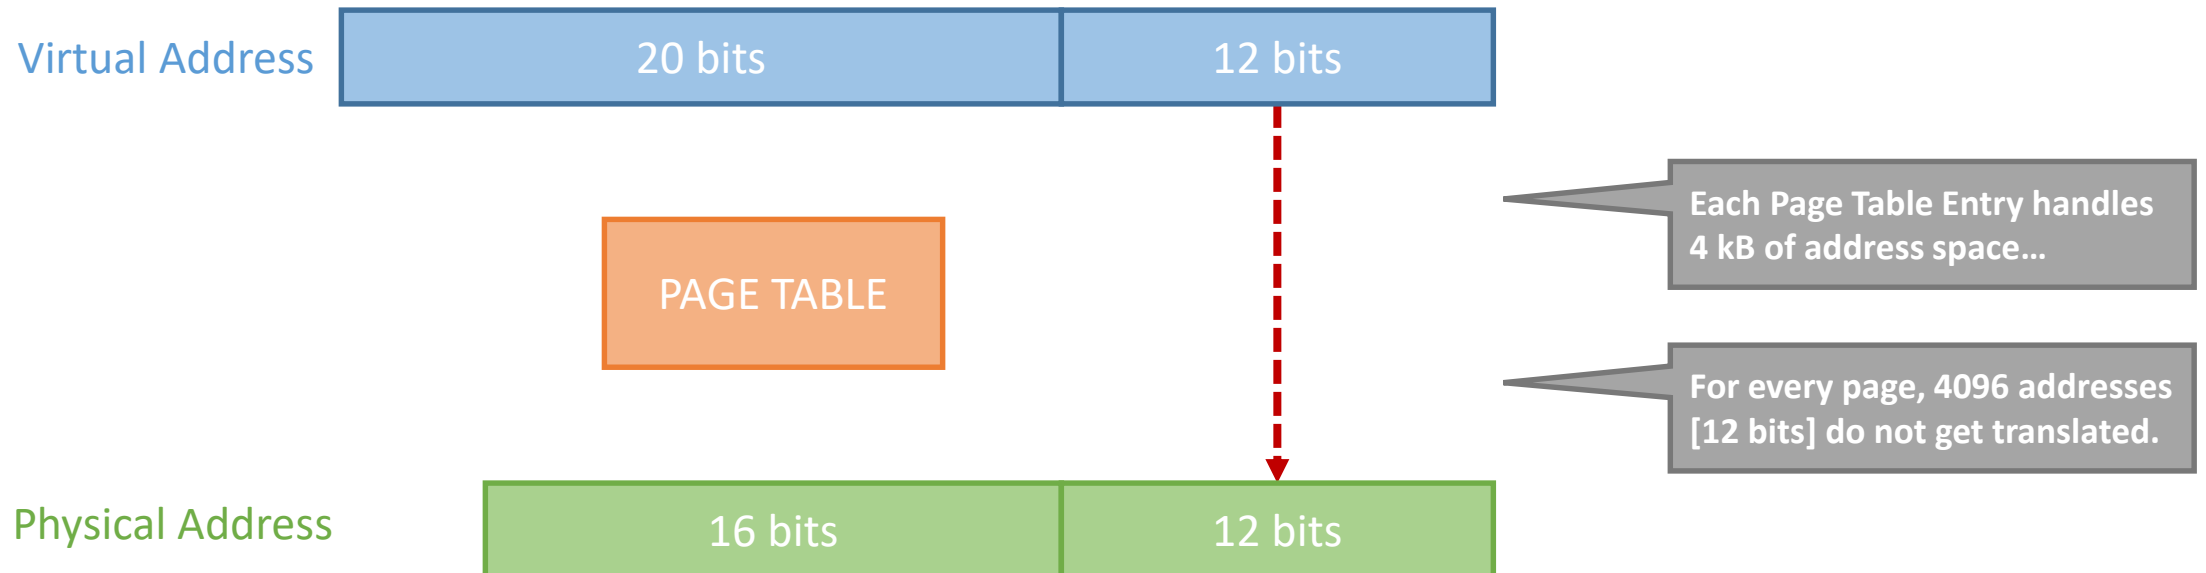 Virtual Address
20 bits
12 bits
Each Page Table Entry handles
4 kB of address space…
PAGE TABLE
For every page, 4096 addresses
[12 bits] do not get translated.
Physical Address
16 bits
12 bits